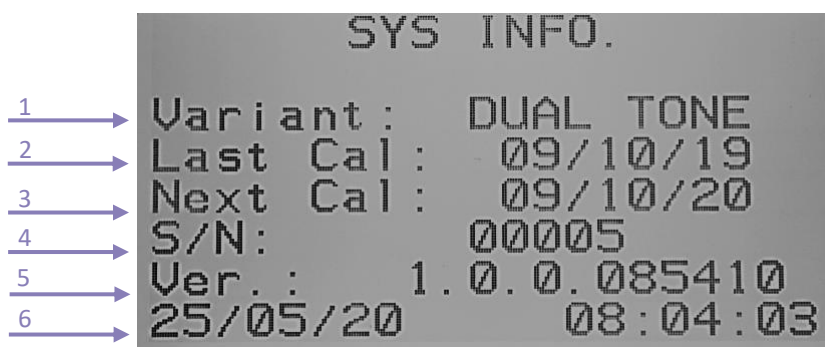 SYS INFO.
1 Variant: DUAL TONE
2 Last Cal: 09/10/19
3 Next Cal: 09/10/20
4 S/N: 00005
5 Ver.: 1.0.0.085410
6 25/05/20 08:04:03